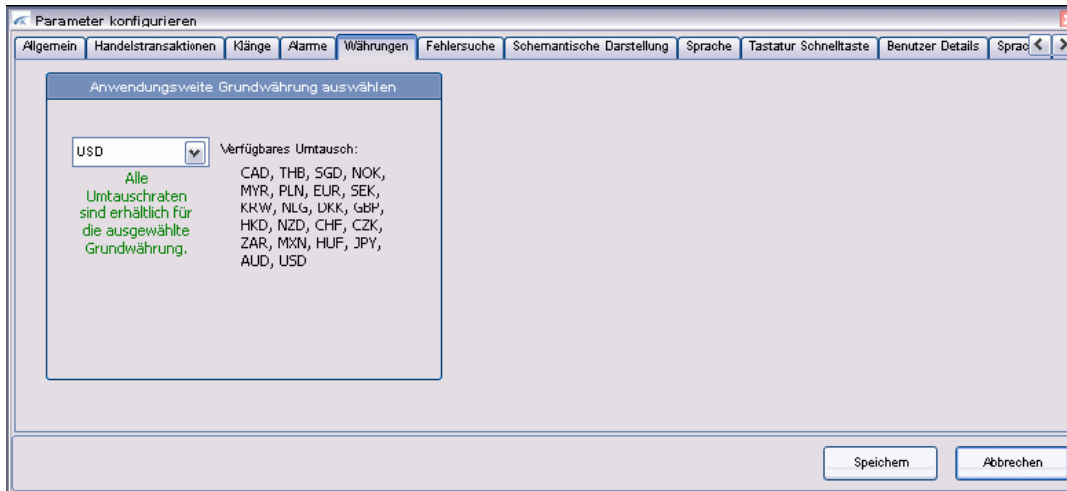 Parameter konfigurieren
Allgemein Handelstransaktionen Klänge Alarme Währungen Fehlersuche Schemantische Darstellung Sprache Tastatur Schnelltaste Benutzer Details Sprac
Anwendungsweite Grundwährung auswählen
USD
Verfügbares Umtausch:
Alle
Umtauschraten
sind erhältlich für
die ausgewählte
Grundwährung.
CAD, THB, SGD, NOK,
MYR, PLN, EUR, SEK,
KRW, NLG, DKK, GBP,
HKD, NZD, CHF, CZK,
ZAR, MXN, HUF, JPY,
AUD, USD
Speichern Abbrechen